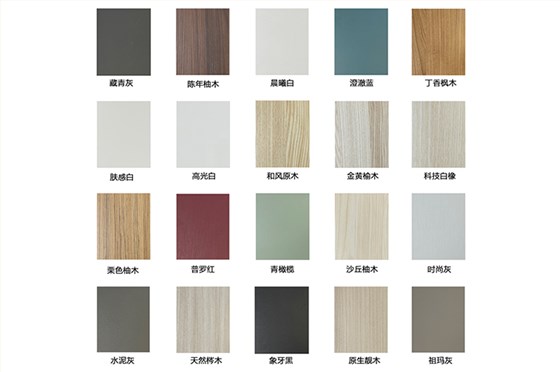 藏青灰
陈年柚木
晨曦白
澄澈蓝
丁香枫木
肤感白
高光白
和风原木
金黄榆木
科技白橡
栗色柚木
普罗红
青橄榄
沙丘柚木
时尚灰
水泥灰
天然梣木
象牙黑
原生靓木
祖玛灰